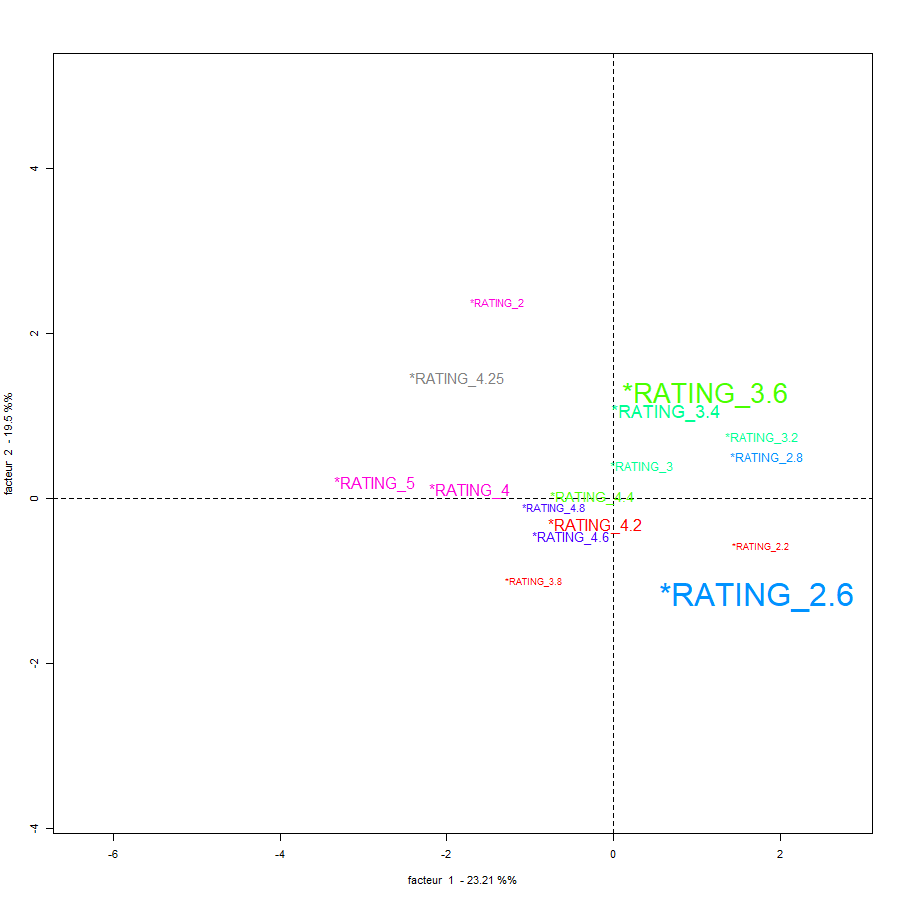 4
*RATING_2
2
*RATING_4.25
*RATING_3.6
*RATING_3.4
*RATING_3.2
*RATING_2.8
*RATING_3
*RATING_5
*RATING_4
*RATING_4.4
0
*RATING_4.8
*RATING_4.2
*RATING_4.6
*RATING_2.2
*RATING_3.8
*RATING_2.6
-2
-4
facteur 2 - 19.5 %%
-6 -4 -2 0 2
facteur 1 - 23.21 %%